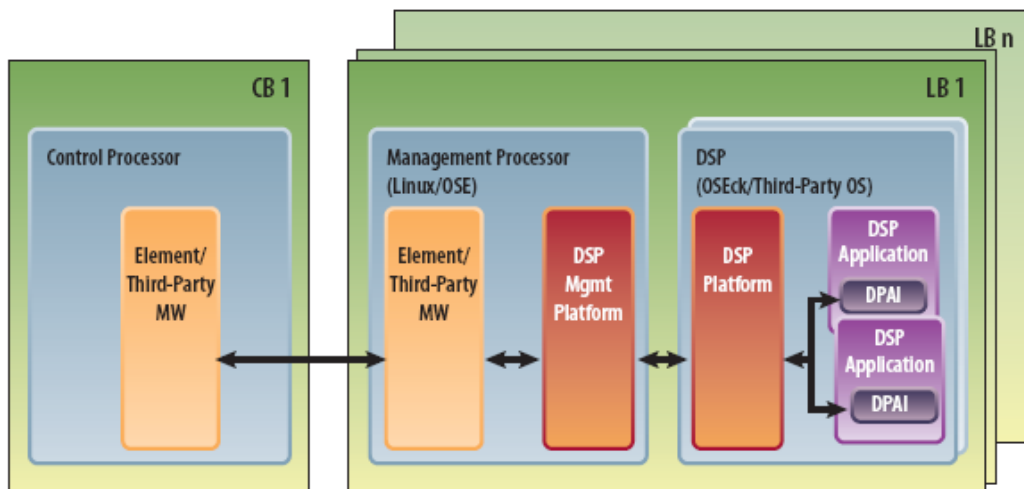 LB n
CB 1
LB 1
Control Processor
Element/
Third-Party
MW
Management Processor
(Linux/OSE)
Element/
Third-Party
MW
DSP
Mgmt
Platform
DSP
(OSEck/Third-Party OS)
DSP
Platform
DSP
Application
DPAI
DSP
Application
DPAI